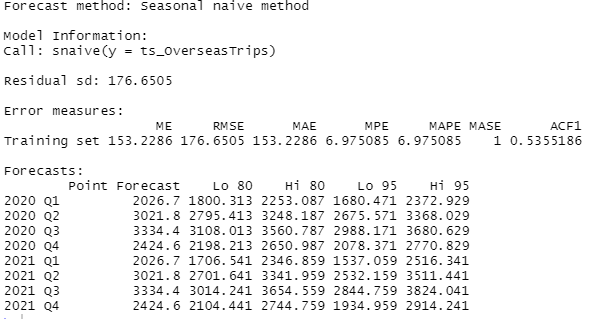 Forecast method: Seasonal naive method
Model Information:
Call: snaive(y = ts_OverseasTrips)
Residual sd: 176.6505
Error measures:
ME RMSE MAE MPE MAPE MASE ACF1
Training set 153.2286 176.6505 153.2286 6.975085 6.975085 1 0.5355186
Forecasts:
Point Forecast Lo 80 Hi 80 Lo 95 Hi 95
2020 Q1 2026.7 1800.313 2253.087 1680.471 2372.929
2020 Q2 3021.8 2795.413 3248.187 2675.571 3368.029
2020 Q3 3334.4 3108.013 3560.787 2988.171 3680.629
2020 Q4 2424.6 2198.213 2650.987 2078.371 2770.829
2021 Q1 2026.7 1706.541 2346.859 1537.059 2516.341
2021 Q2 3021.8 2701.641 3341.959 2532.159 3511.441
2021 Q3 3334.4 3014.241 3654.559 2844.759 3824.041
2021 Q4 2424.6 2104.441 2744.759 1934.959 2914.241